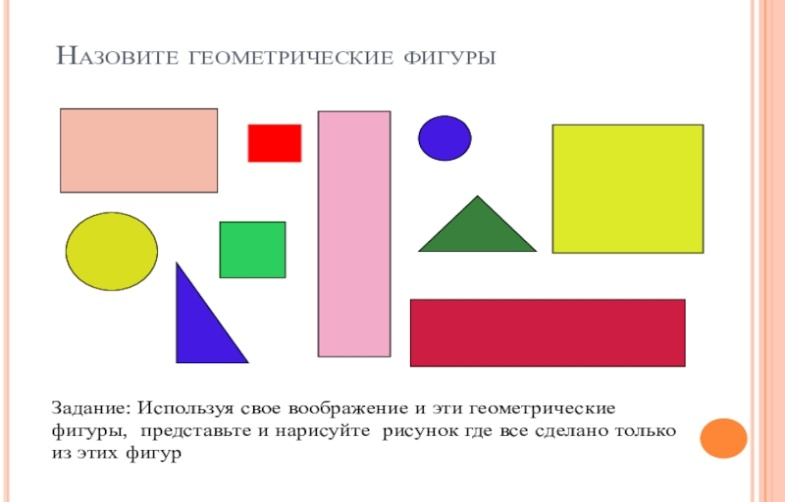 Назовите геометрические фигуры
Задание: Используя свое воображение и эти геометрические
фигуры, представьте и нарисуйте рисунок где все сделано только
из этих фигур